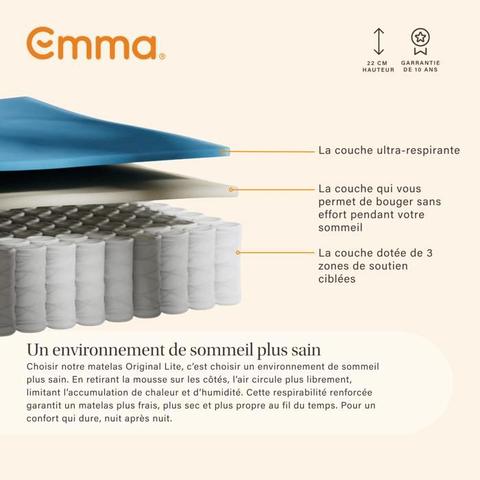 Emma®
22 CM
HAUTEUR
GARRANTIE
DE 10 ANS
La couche ultra-respirante
La couche qui vous
permet de bouger sans
effort pendant votre
sommeil
La couche dotée de 3
zones de soutien
ciblées
Un environnement de sommeil plus sain
Choisir notre matelas Original Lite, c'est choisir un environnement de sommeil
plus sain. En retirant la mousse sur les côtés, l'air circule plus librement,
limitant l'accumulation de chaleur et d'humidité. Cette respirabilité renforcée
garantit un matelas plus frais, plus sec et plus propre au fil du temps. Pour un
confort qui dure, nuit après nuit.